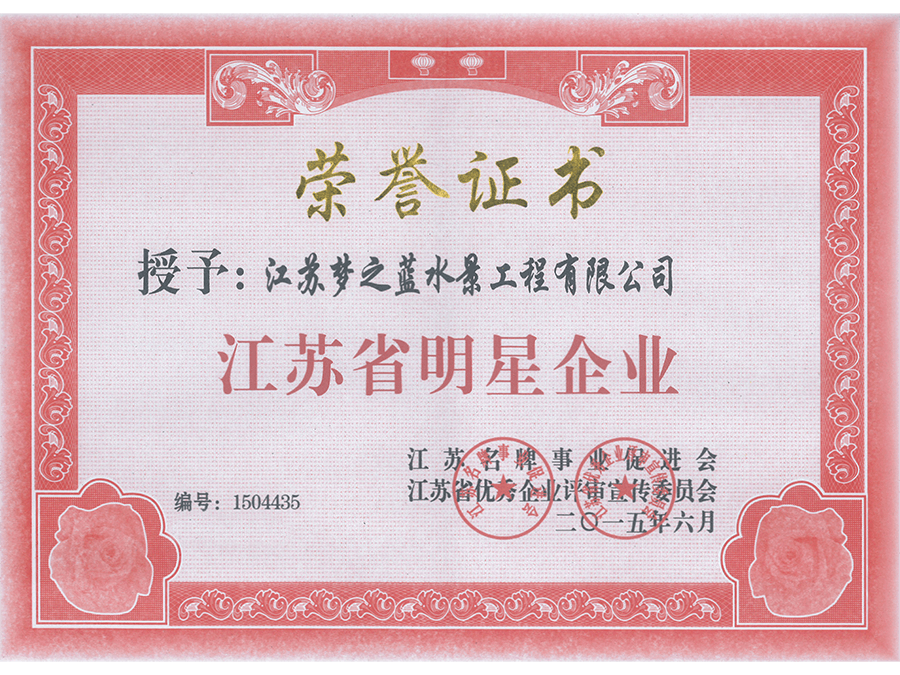 荣誉证书
授予：江苏梦之蓝水景工程有限公司
江苏省明星企业
江苏名牌事业促进会
江苏省优秀企业评审宣传委员会
编号：1504435
二〇一五年六月